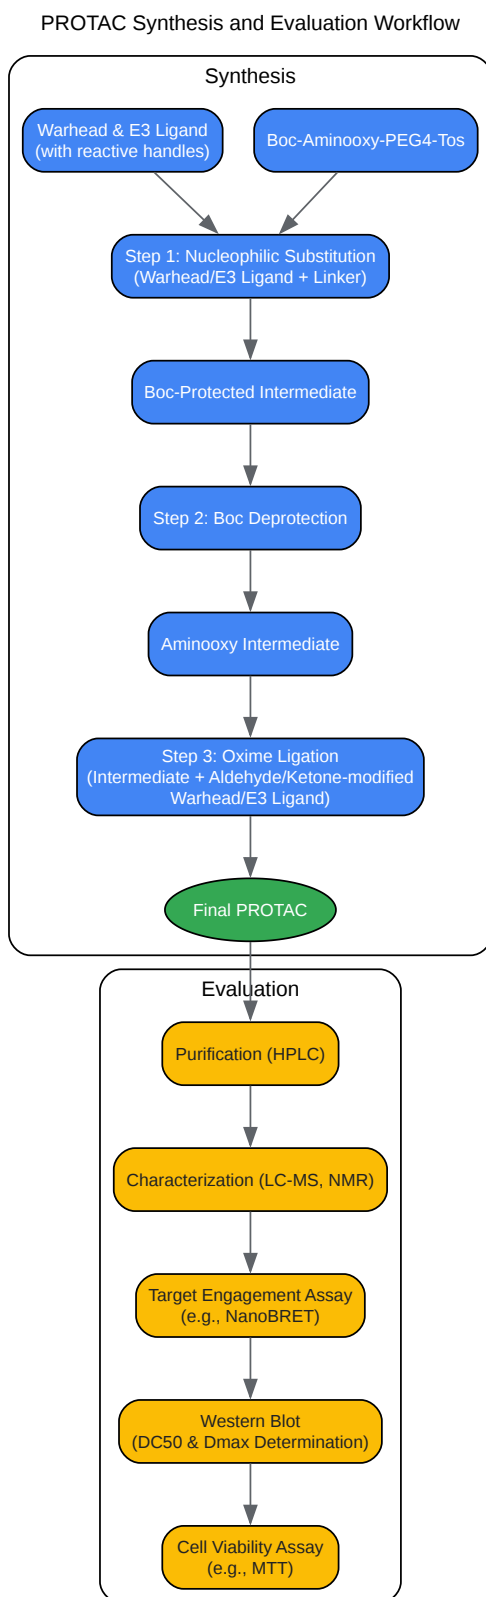 PROTAC Synthesis and Evaluation Workflow
Synthesis
Warhead & E3 Ligand
(with reactive handles)
Boc-Aminooxy-PEG4-Tos
Step 1: Nucleophilic Substitution
(Warhead/E3 Ligand + Linker)
Boc-Protected Intermediate
Step 2: Boc Deprotection
Aminooxy Intermediate
Step 3: Oxime Ligation
(Intermediate + Aldehyde/Ketone-modified
Warhead/E3 Ligand)
Final PROTAC
Evaluation
Purification (HPLC)
Characterization (LC-MS, NMR)
Target Engagement Assay
(e.g., NanoBRET)
Western Blot
(DC50 & Dmax Determination)
Cell Viability Assay
(e.g., MTT)